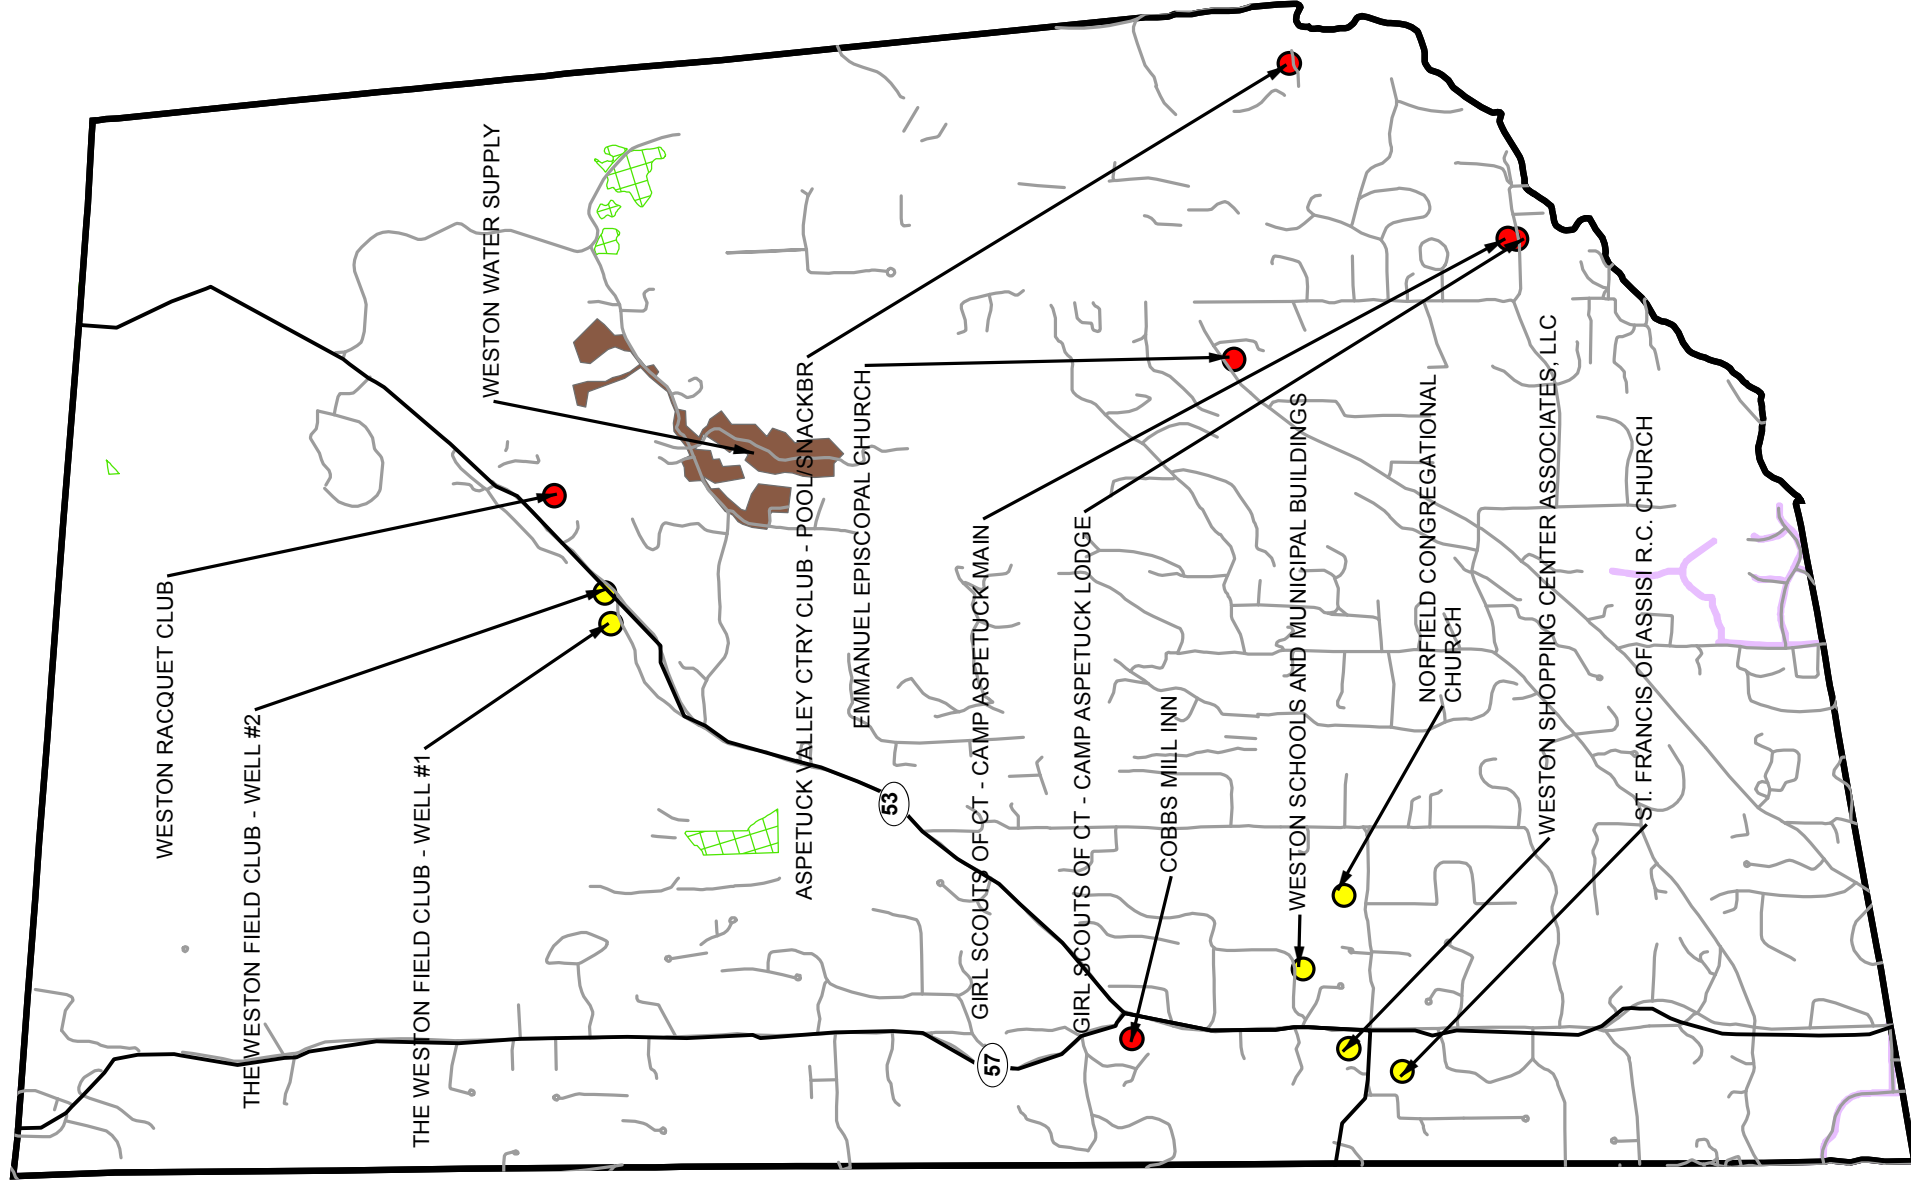 WESTON RACQUET CLUB
THE WESTON FIELD CLUB - WELL #2
THE WESTON FIELD CLUB - WELL #1
WESTON WATER SUPPLY
ASPETUCK VALLEY CTRY CLUB - POOL/SNACKBR
EMMANUEL EPISCOPAL CHURCH
53
GIRL SCOUTS OF CT - CAMP ASPETUCK MAIN
57
GIRL SCOUTS OF CT - CAMP ASPETUCK LODGE
COBBS MILL INN
WESTON SCHOOLS AND MUNICIPAL BUILDINGS
NORFIELD CONGREGATIONAL
CHURCH
WESTON SHOPPING CENTER ASSOCIATES, LLC
ST. FRANCIS OF ASSISI R.C. CHURCH